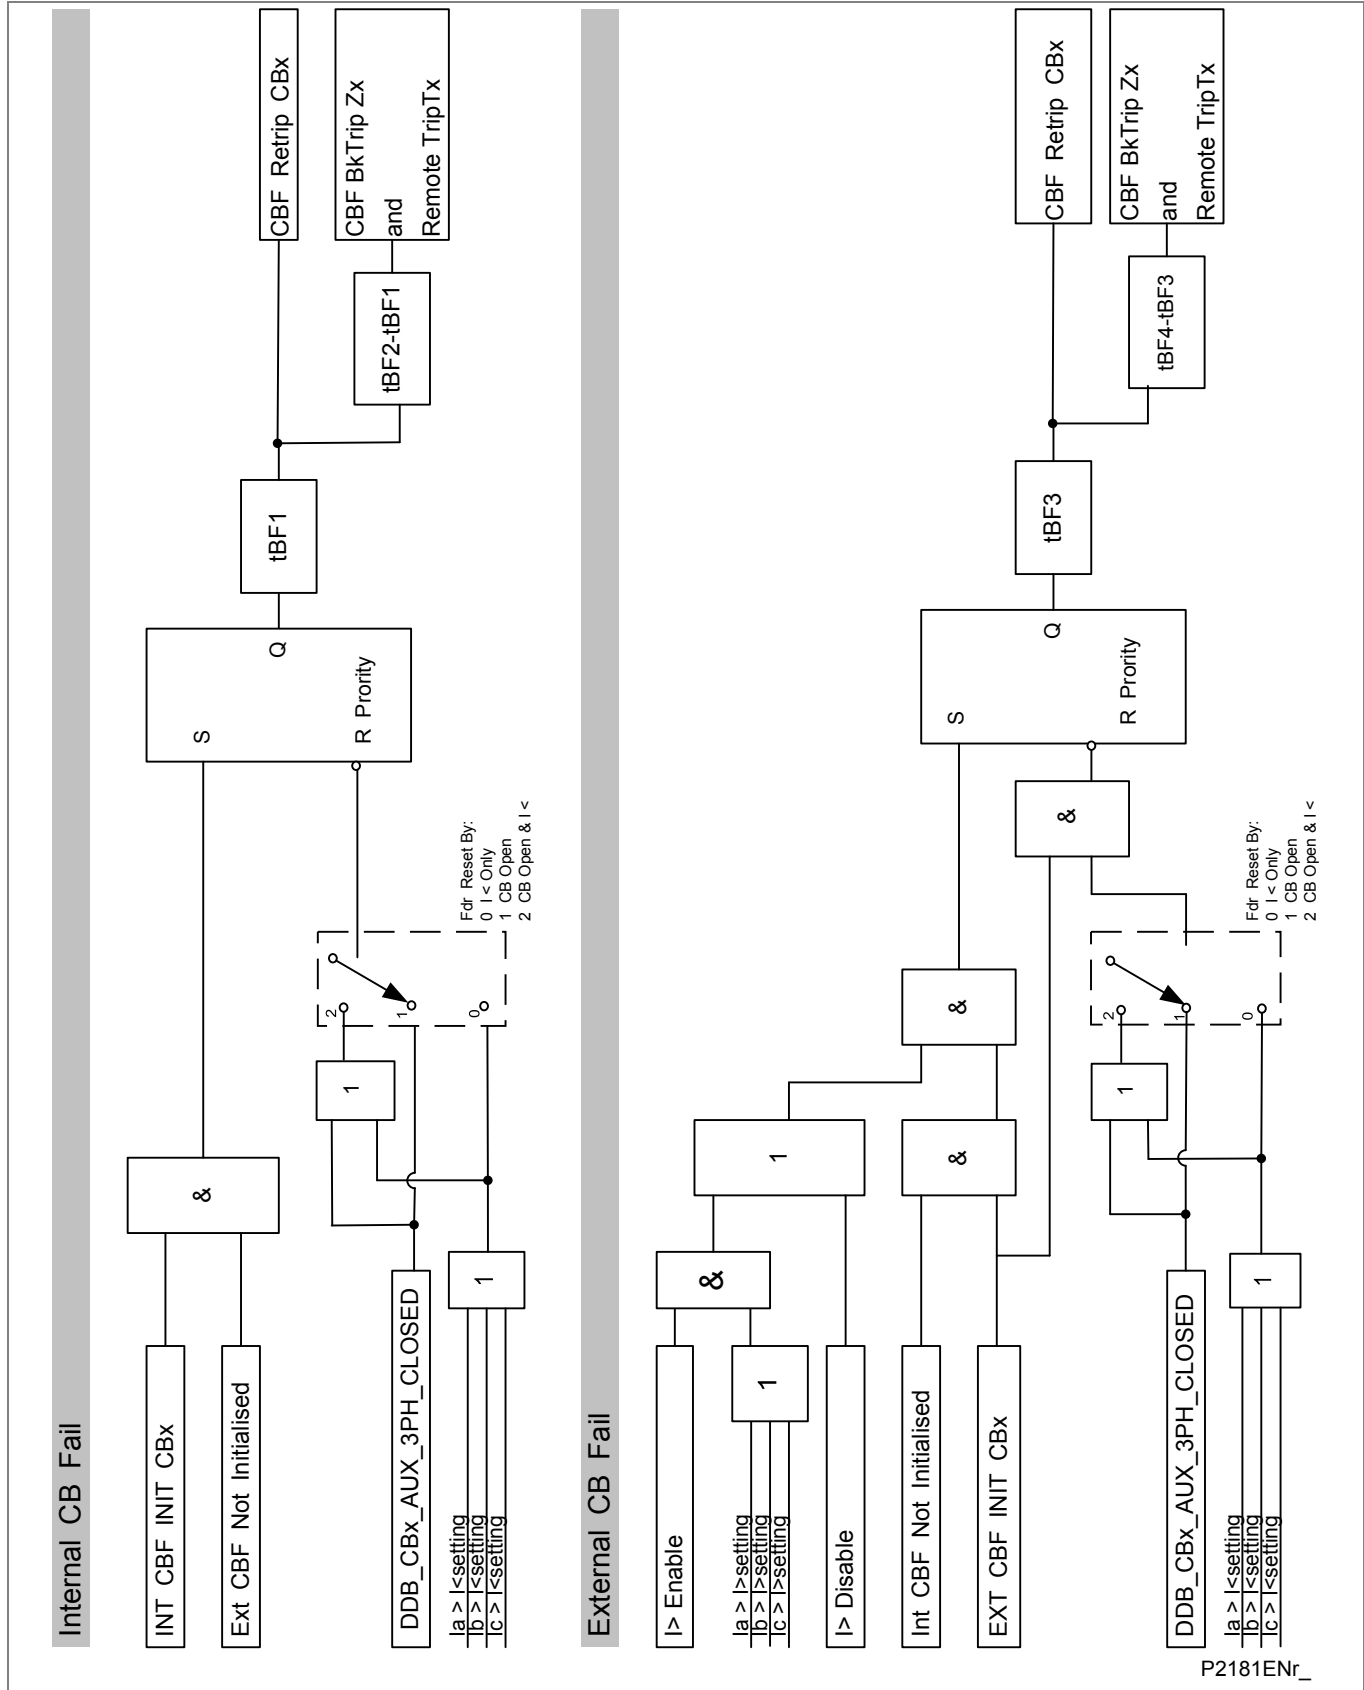 Internal CB Fail
INT CBF INIT CBx
Ext CBF Not Initialised
DDB_CBx_AUX_3PH_CLOSED
Ia > I<setting
Ib > I<setting
Ic > I<setting
&
1
1
2
1
0
Fdr Reset By:
0 I < Only
1 CB Open
2 CB Open & I <
S
Q
R Prority
tBF1
tBF2-tBF1
CBF Retrip CBx
CBF BkTrip Zx
and
Remote TripTx
External CB Fail
I> Enable
Ia > I>setting
Ib > I>setting
Ic > I>setting
I> Disable
Int CBF Not Initialised
EXT CBF INIT CBx
DDB_CBx_AUX_3PH_CLOSED
Ia > I<setting
Ib > I<setting
Ic > I<setting
1
&
1
&
&
1
1
2
1
0
Fdr Reset By:
0 I < Only
1 CB Open
2 CB Open & I <
&
S
Q
R Prority
tBF3
tBF4-tBF3
CBF Retrip CBx
CBF BkTrip Zx
and
Remote TripTx
P2181ENr_